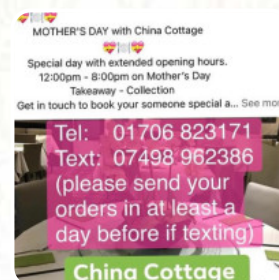 MOTHER'S DAY with China Cottage
Special day with extended opening hours.
12:00pm - 8:00pm on Mother's Day
Takeaway - Collection
Get in touch to book your someone special a... See mor
Tel: 01706 823171
Text: 07498 962386
(please send your
orders in at least a
day before if texting)
China Cottage